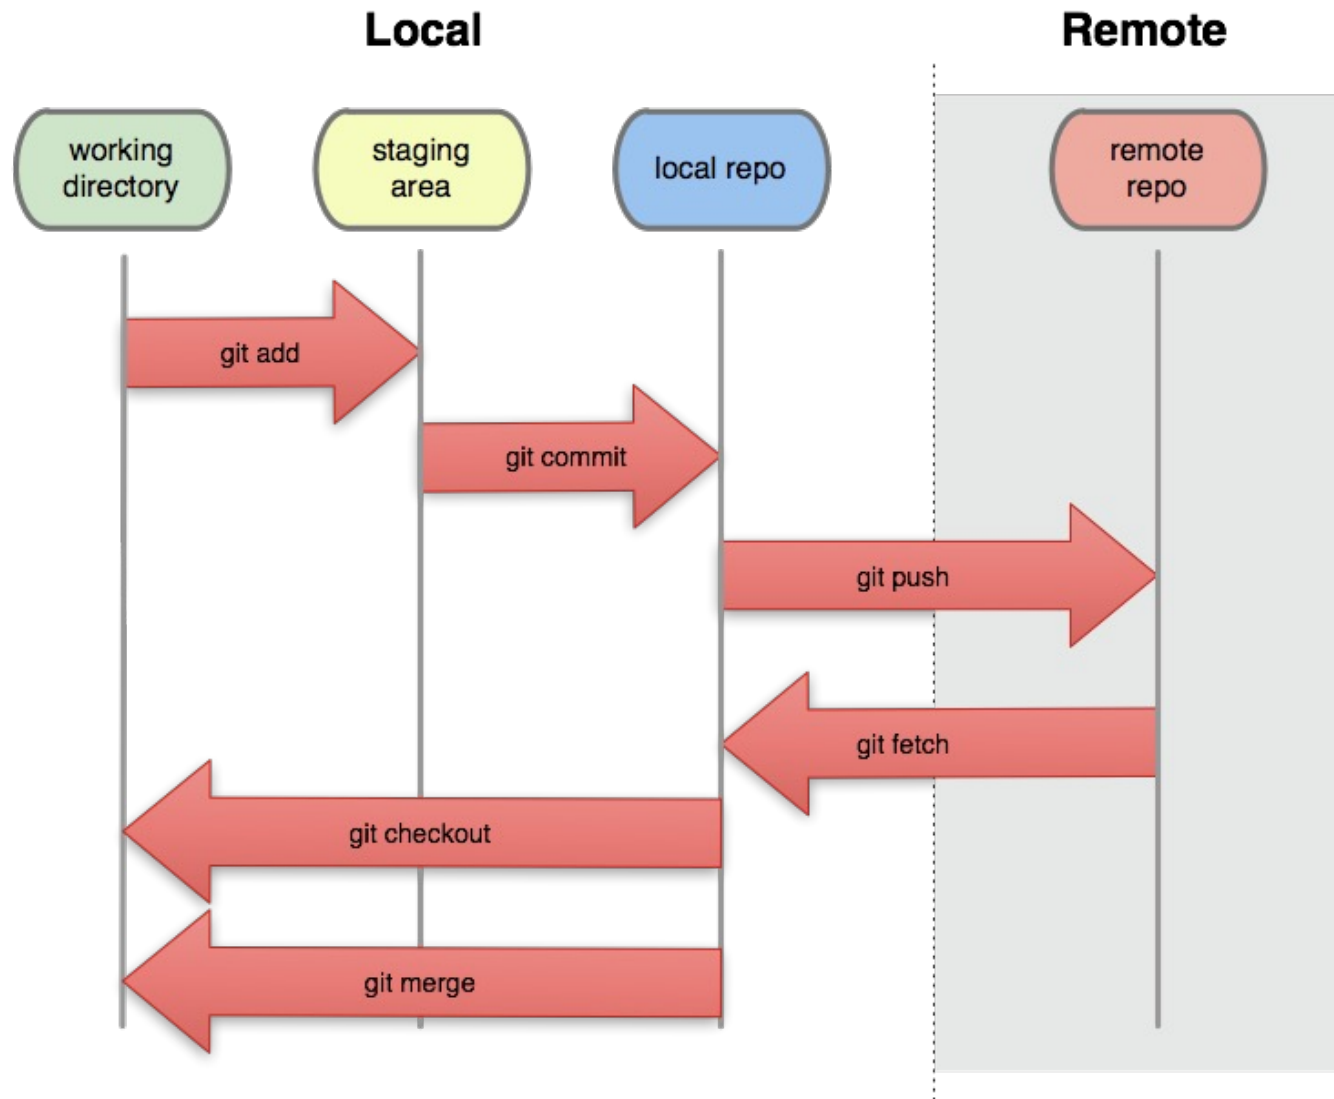 Local
Remote
working
directory
staging
area
local repo
remote
repo
git add
git commit
git push
git fetch
git checkout
git merge